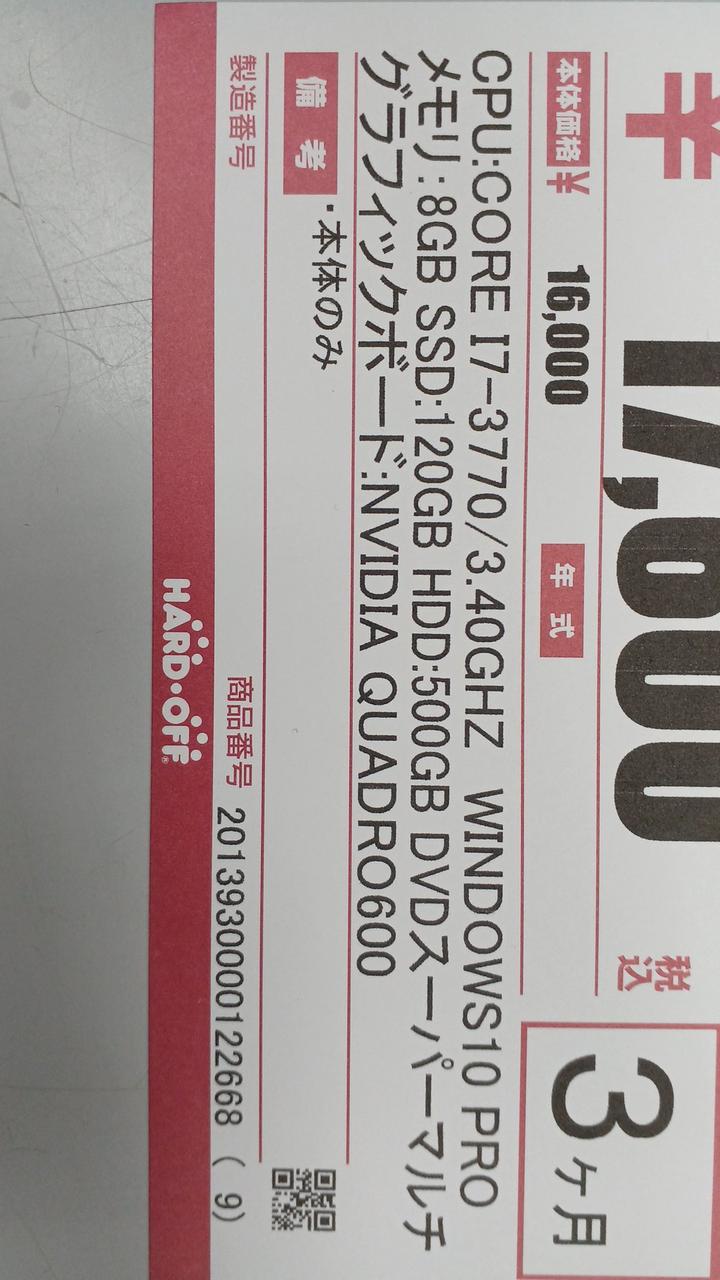 ¥17,600 税込
本体価格 ¥ 16,000 年式
3ヶ月
CPU:CORE I7-3770/3.40GHZ WINDOWS10 PRO
メモリ:8GB SSD:120GB HDD:500GB DVDスーパーマルチ
グラフィックボード:NVIDIA QUADRO600
備考 ・本体のみ
製造番号 商品番号 2013930000122668 ( 9)
HARD・OFF